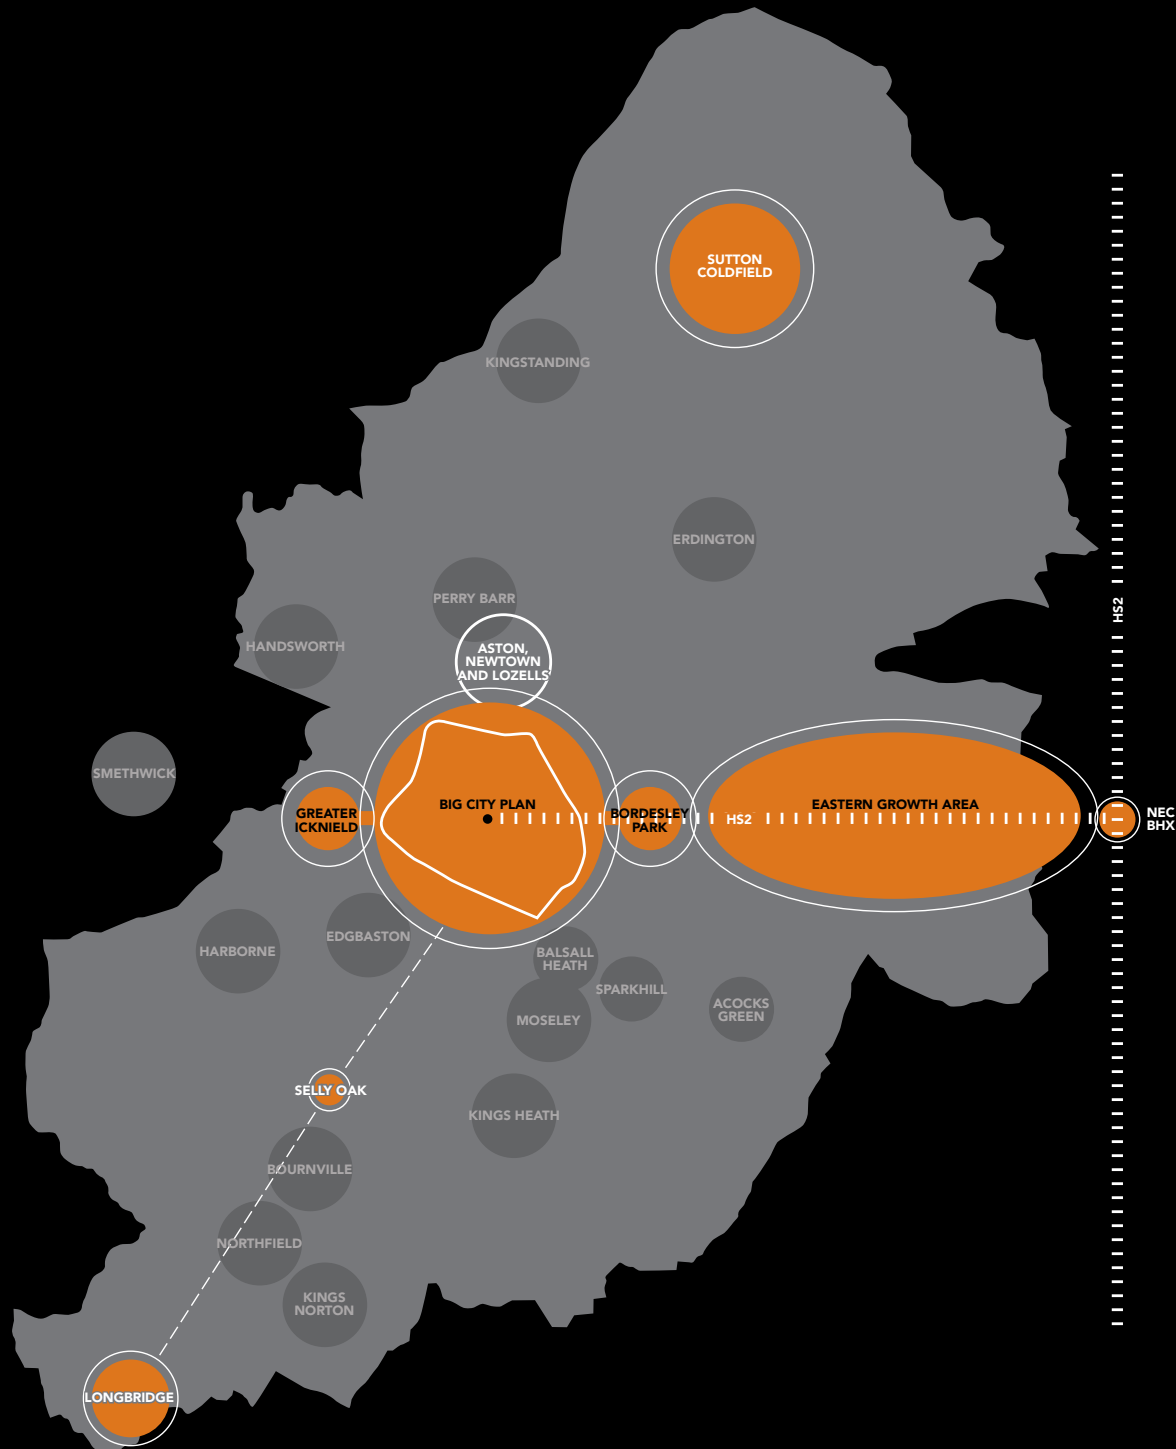 SUTTON
COLDFIELD
KINGSTANDING
ERDINGTON
PERRY BARR
HS2
HANDSWORTH
ASTON,
NEWTOWN
AND LOZELLS
SMETHWICK
GREATER
ICKNIELD
BIG CITY PLAN
BORDESLEY
PARK
HS2
EASTERN GROWTH AREA
NEC
BHX
HARBORNE
EDGBASTON
BALSALL
HEATH
SPARKHILL
MOSELEY
ACOCKS
GREEN
SELLY OAK
KINGS HEATH
BOURNVILLE
NORTHFIELD
KINGS
NORTON
LONGBRIDGE